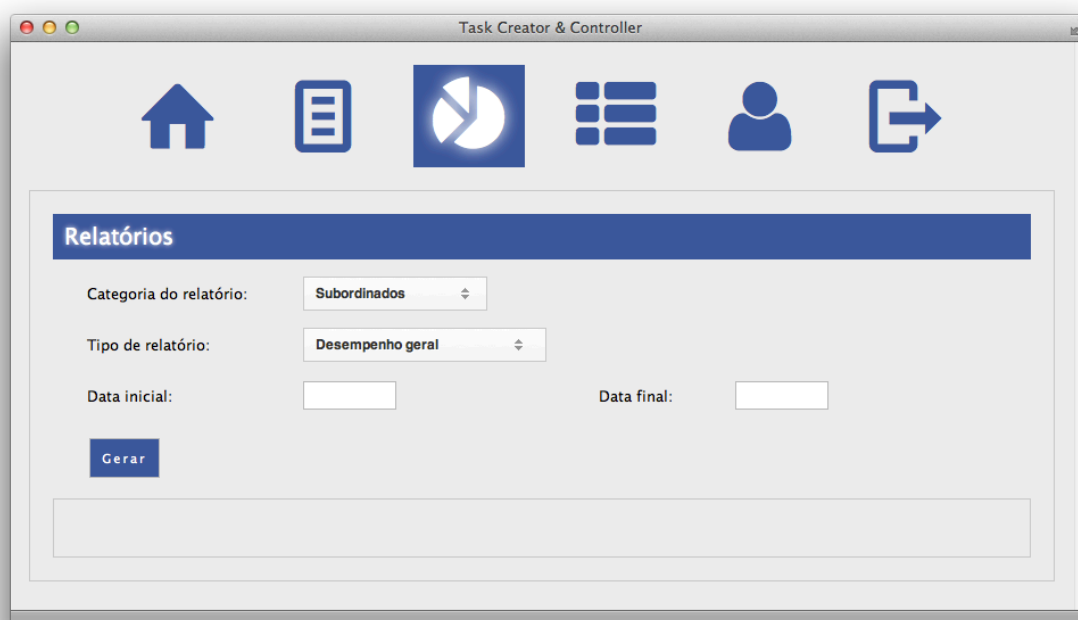 Task Creator & Controller
Relatórios
Categoria do relatório: Subordinados
Tipo de relatório: Desempenho geral
Data inicial: Data final:
Gerar